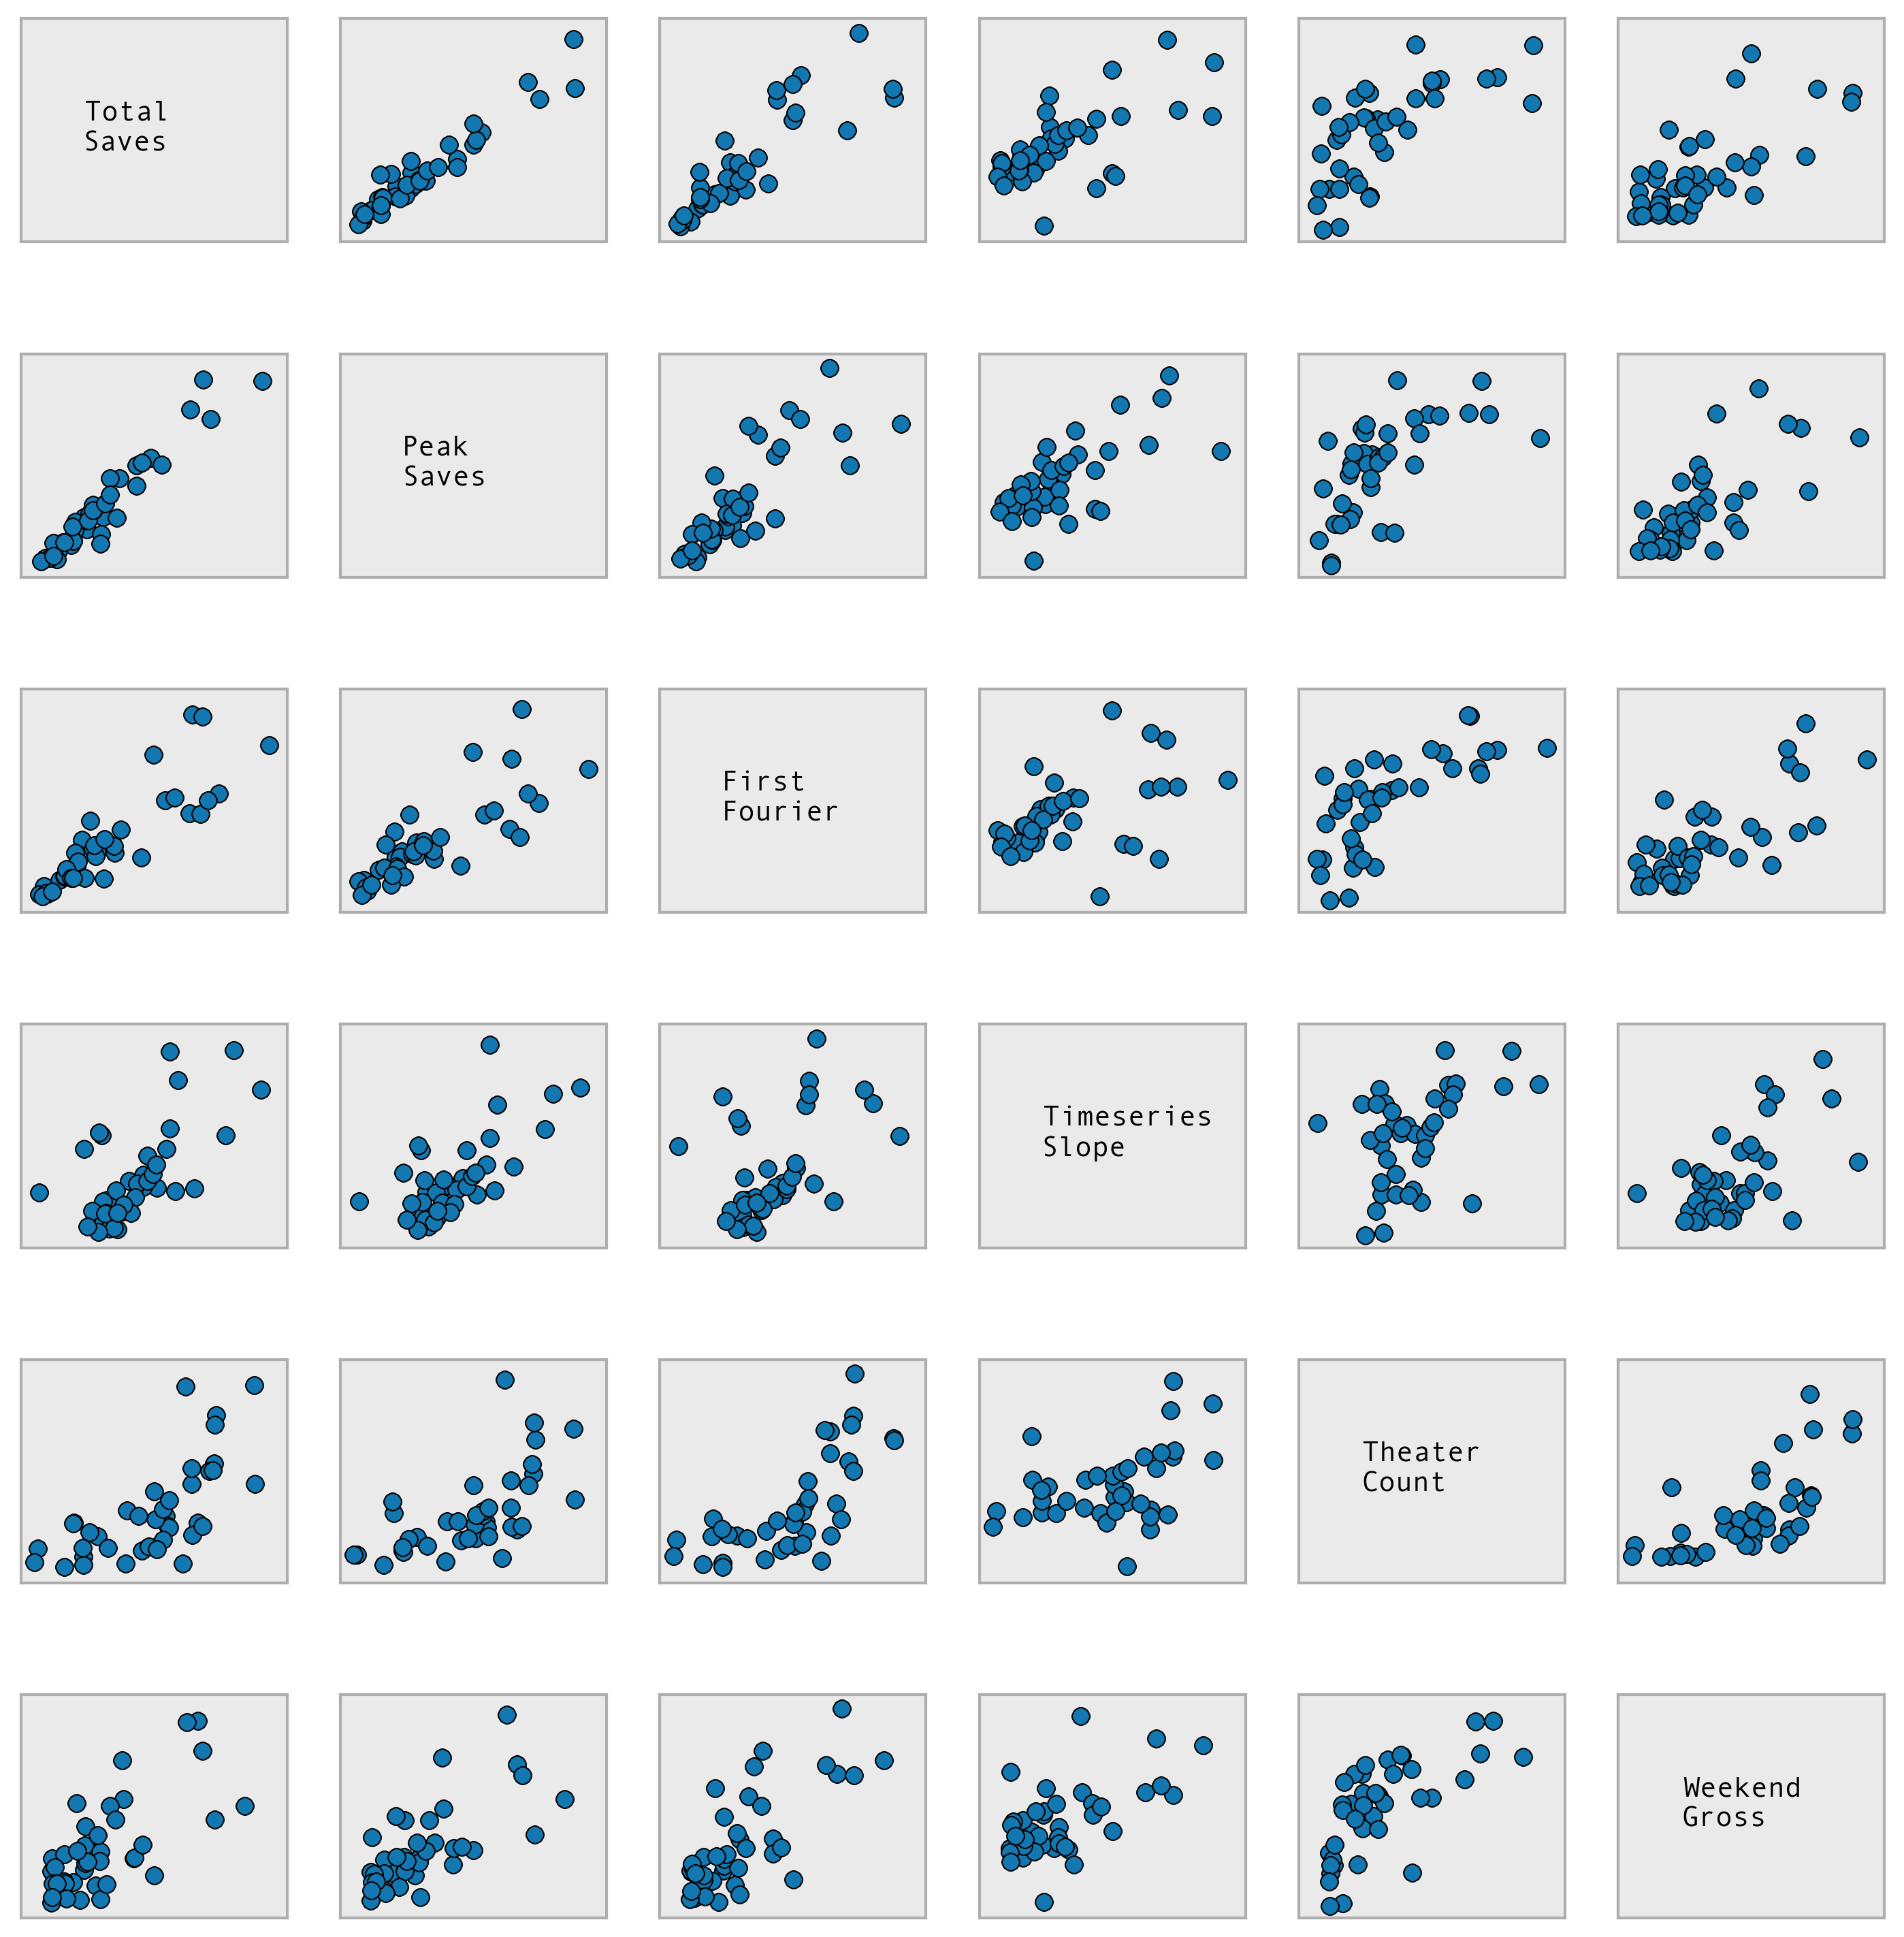 Total
Saves
Peak
Saves
First
Fourier
Timeseries
Slope
Theater
Count
Weekend
Gross